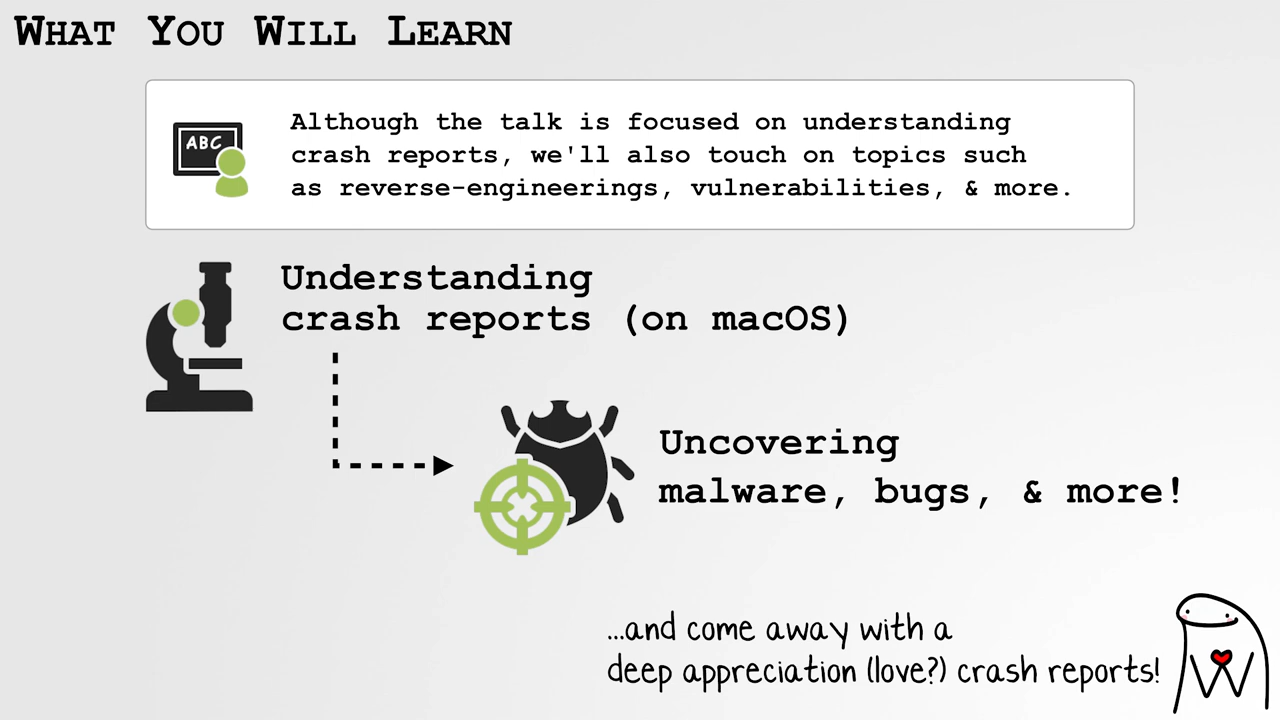 What You Will Learn
ABC
Although the talk is focused on understanding
crash reports, we'll also touch on topics such
as reverse-engineerings, vulnerabilities, & more.
Understanding
crash reports (on macOS)
Uncovering
malware, bugs, & more!
...and come away with a
deep appreciation (love?) crash reports!